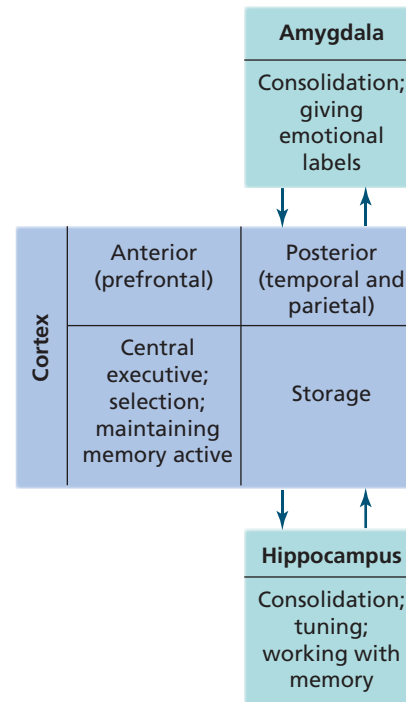 Amygdala
Consolidation;
giving
emotional
labels
Cortex
Anterior
(prefrontal)
Posterior
(temporal and
parietal)
Central
executive;
selection;
maintaining
memory active
Storage
Hippocampus
Consolidation;
tuning;
working with
memory